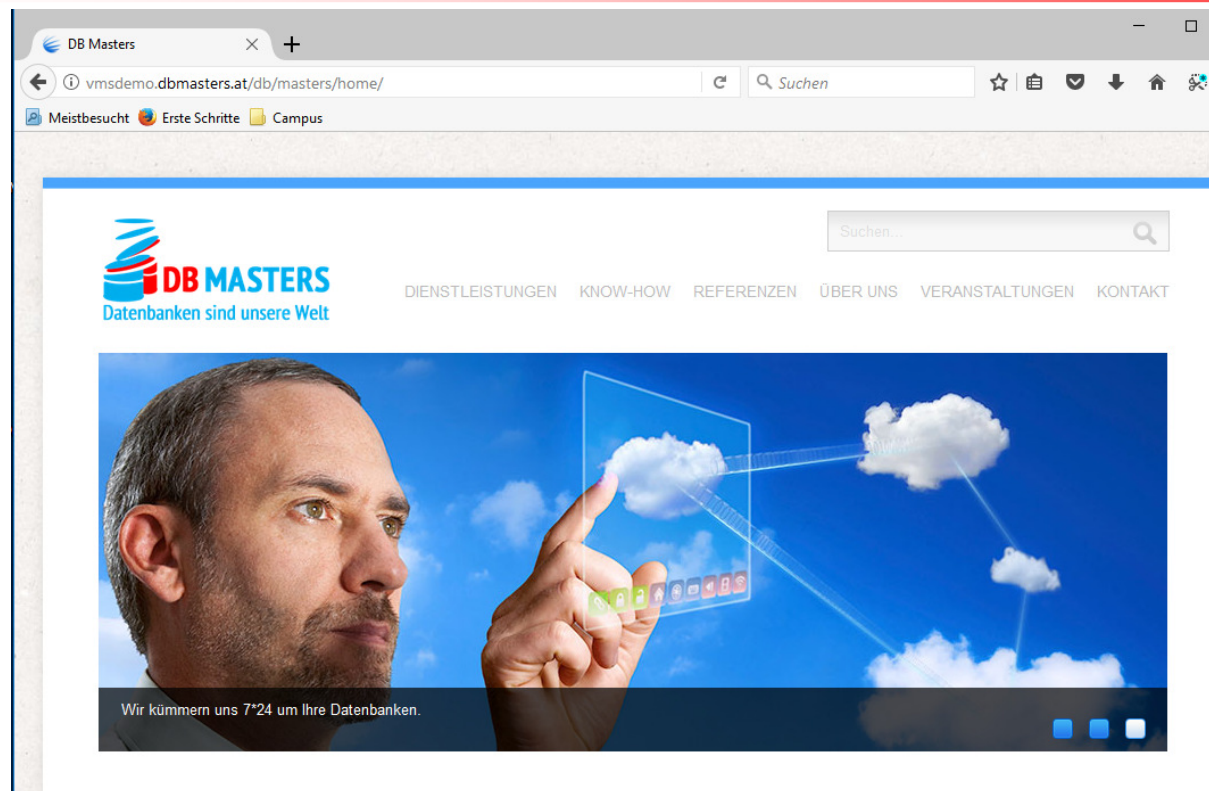 DB Masters
vmsdemo.dbmasters.at/db/masters/home/
Suchen
Meistbesucht Erste Schritte Campus
Suchen...
DB MASTERS
Datenbanken sind unsere Welt
DIENSTLEISTUNGEN KNOW-HOW REFERENZEN ÜBER UNS VERANSTALTUNGEN KONTAKT
Wir kümmern uns 7*24 um Ihre Datenbanken.